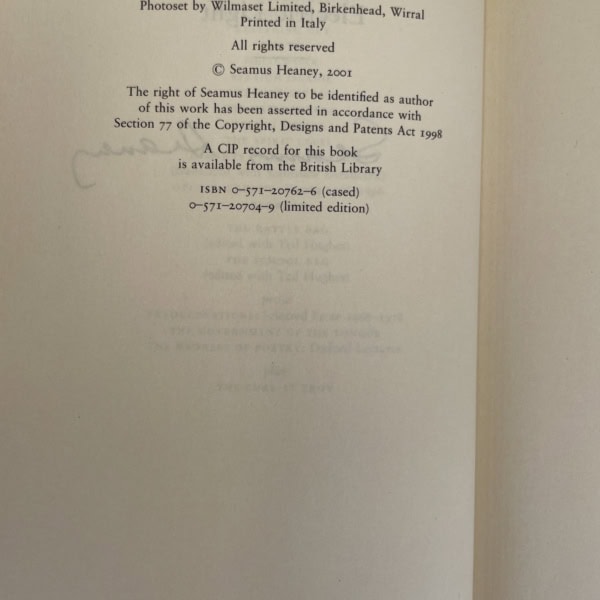 Photoset by Wilmaset Limited, Birkenhead, Wirral
Printed in Italy
All rights reserved
© Seamus Heaney, 2001
The right of Seamus Heaney to be identified as author
of this work has been asserted in accordance with
Section 77 of the Copyright, Designs and Patents Act 1998
A CIP record for this book
is available from the British Library
ISBN 0–571–20762–6 (cased)
0–571–20704–9 (limited edition)